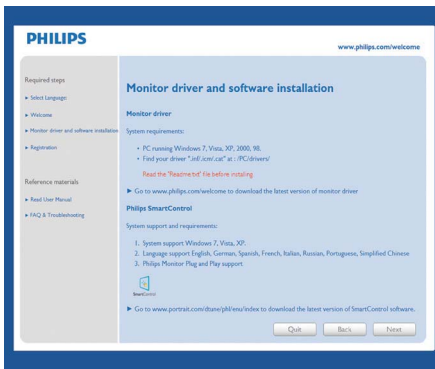 PHILIPS
www.philips.com/welcome
Required steps
Select Language:
Welcome
Monitor driver and software installation
Registration
Reference materials
Read User Manual
FAQ & Troubleshooting
Monitor driver and software installation
Monitor driver
System requirements:
• PC running Windows 7, Vista, XP, 2000, 98.
• Find your driver ".inf/.icm/.cat" at : /PC/drivers/
Read the "Readme.txt" file before installing.
Go to www.philips.com/welcome to download the latest version of monitor driver
Philips SmartControl
System support and requirements:
1. System support Windows 7, Vista, XP.
2. Language support English, German, Spanish, French, Italian, Russian, Portuguese, Simplified Chinese
3. Philips Monitor Plug and Play support
SmartControl
Go to www.portrait.com/dtune/phl/enu/index to download the latest version of SmartControl software.
Quit Back Next